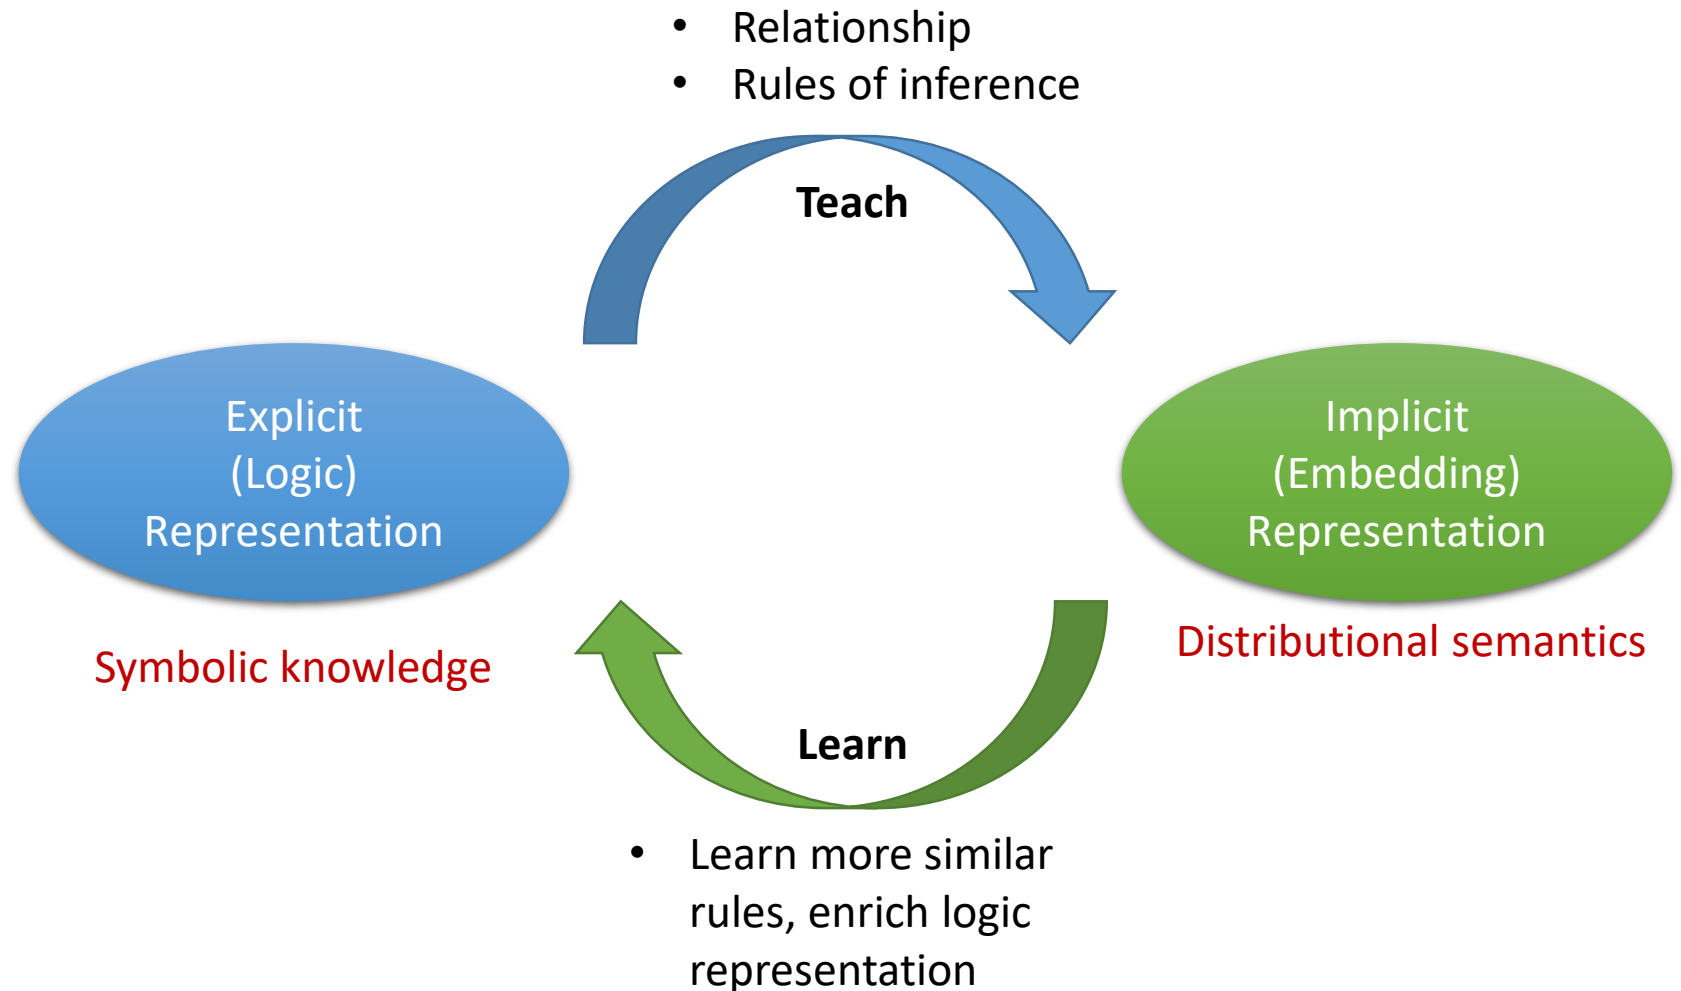 • Relationship
• Rules of inference
Teach
Explicit
(Logic)
Representation
Implicit
(Embedding)
Representation
Symbolic knowledge
Distributional semantics
Learn
• Learn more similar
rules, enrich logic
representation